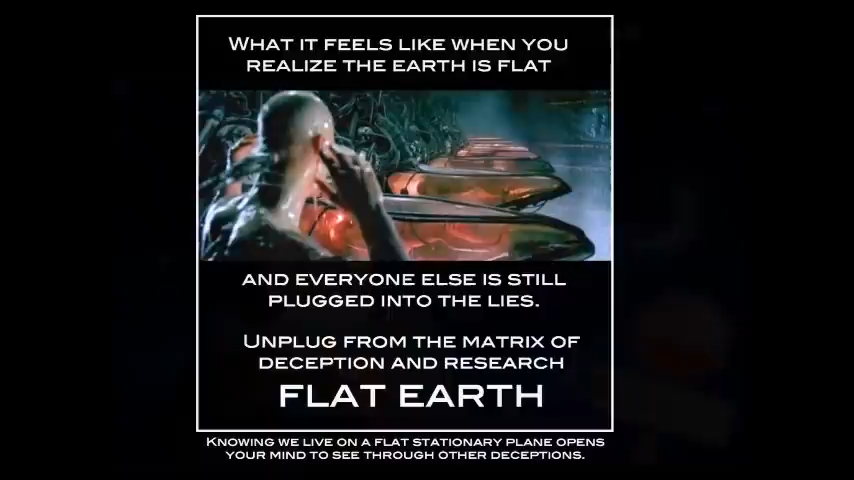 WHAT IT FEELS LIKE WHEN YOU
REALIZE THE EARTH IS FLAT
AND EVERYONE ELSE IS STILL
PLUGGED INTO THE LIES.
UNPLUG FROM THE MATRIX OF
DECEPTION AND RESEARCH
FLAT EARTH
KNOWING WE LIVE ON A FLAT STATIONARY PLANE OPENS
YOUR MIND TO SEE THROUGH OTHER DECEPTIONS.